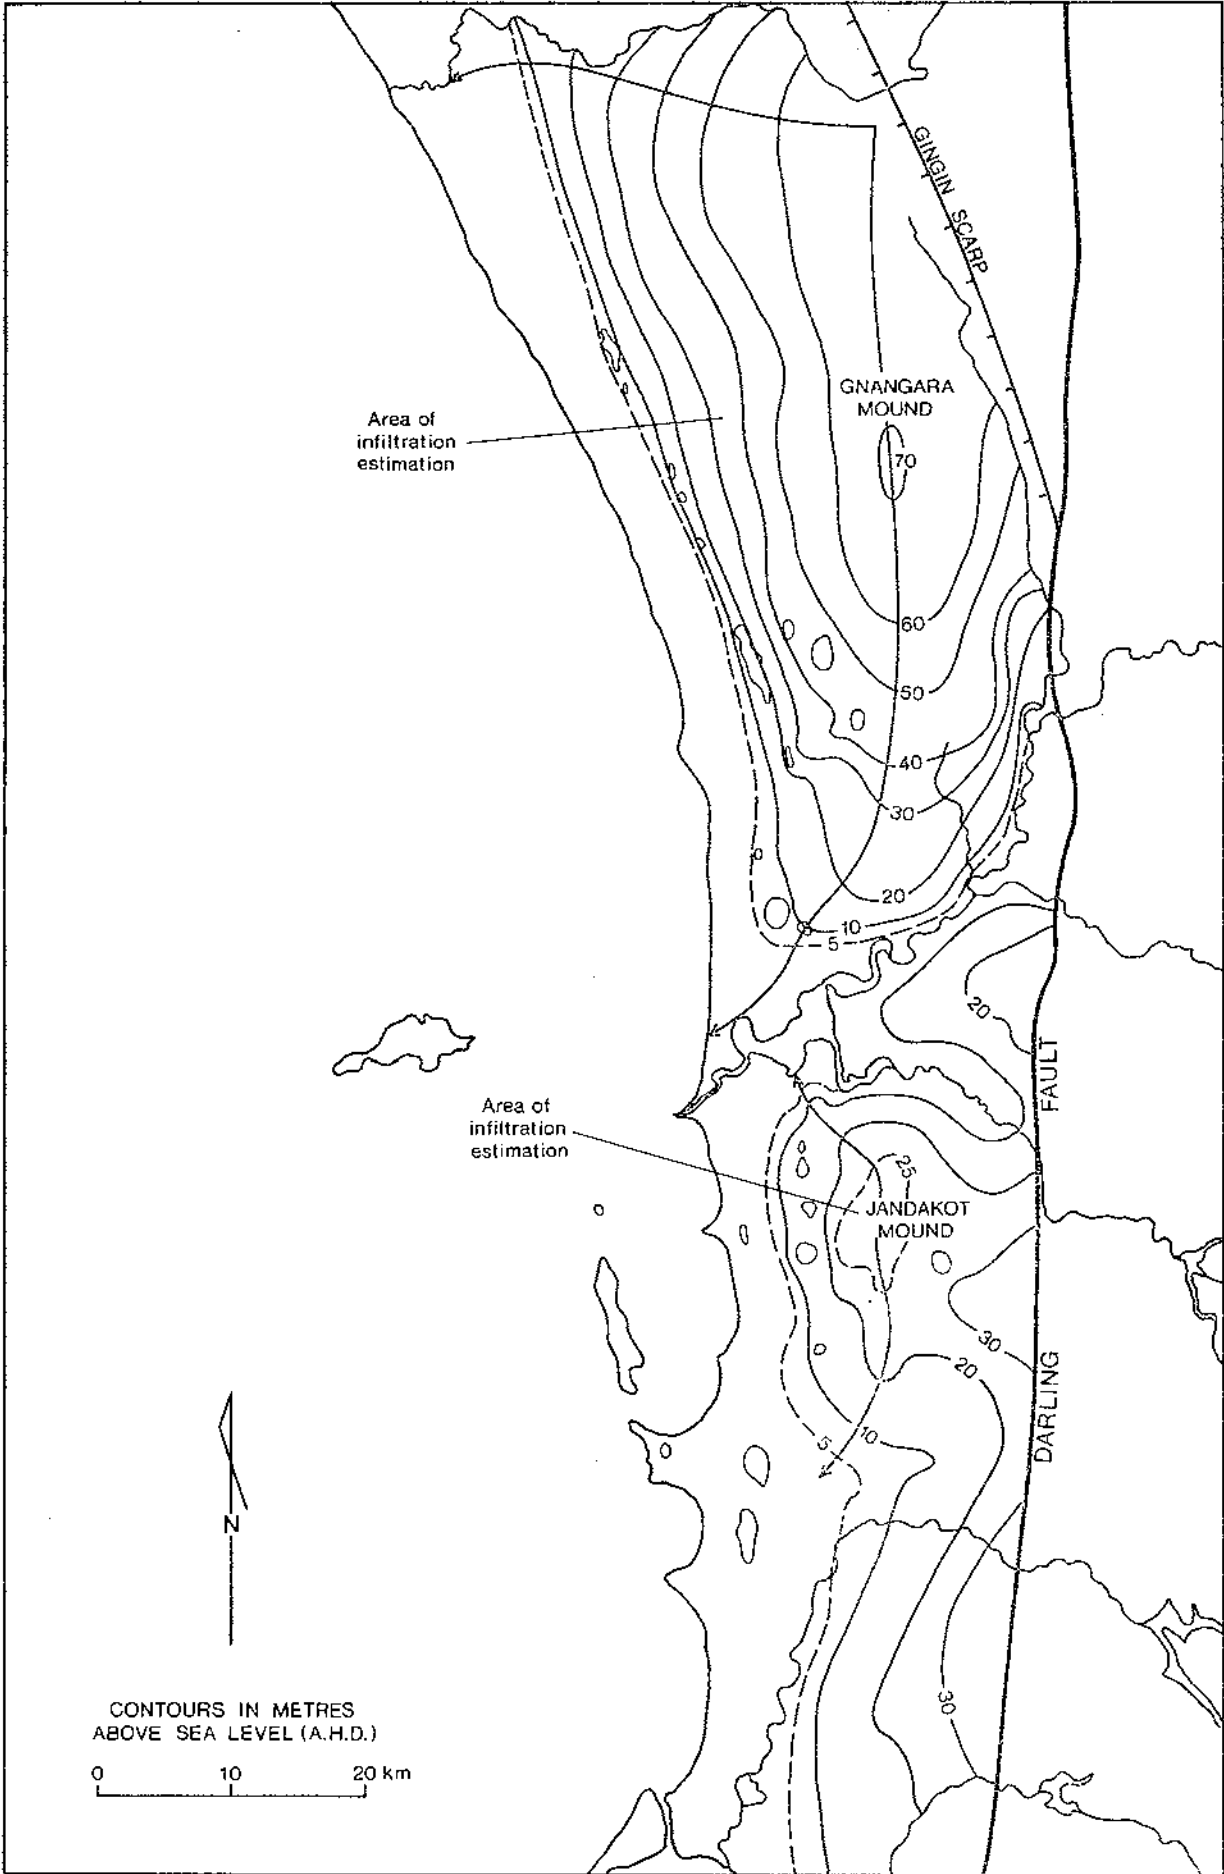 GINGIN SCARP
GNANGARA
MOUND
70
Area of
infiltration
estimation
60
50
40
30
20
10
5
20
FAULT
Area of
infiltration
estimation
25
JANDAKOT
MOUND
30
20
DARLING
10
5
N
30
CONTOURS IN METRES
ABOVE SEA LEVEL (A.H.D.)
0 10 20 km